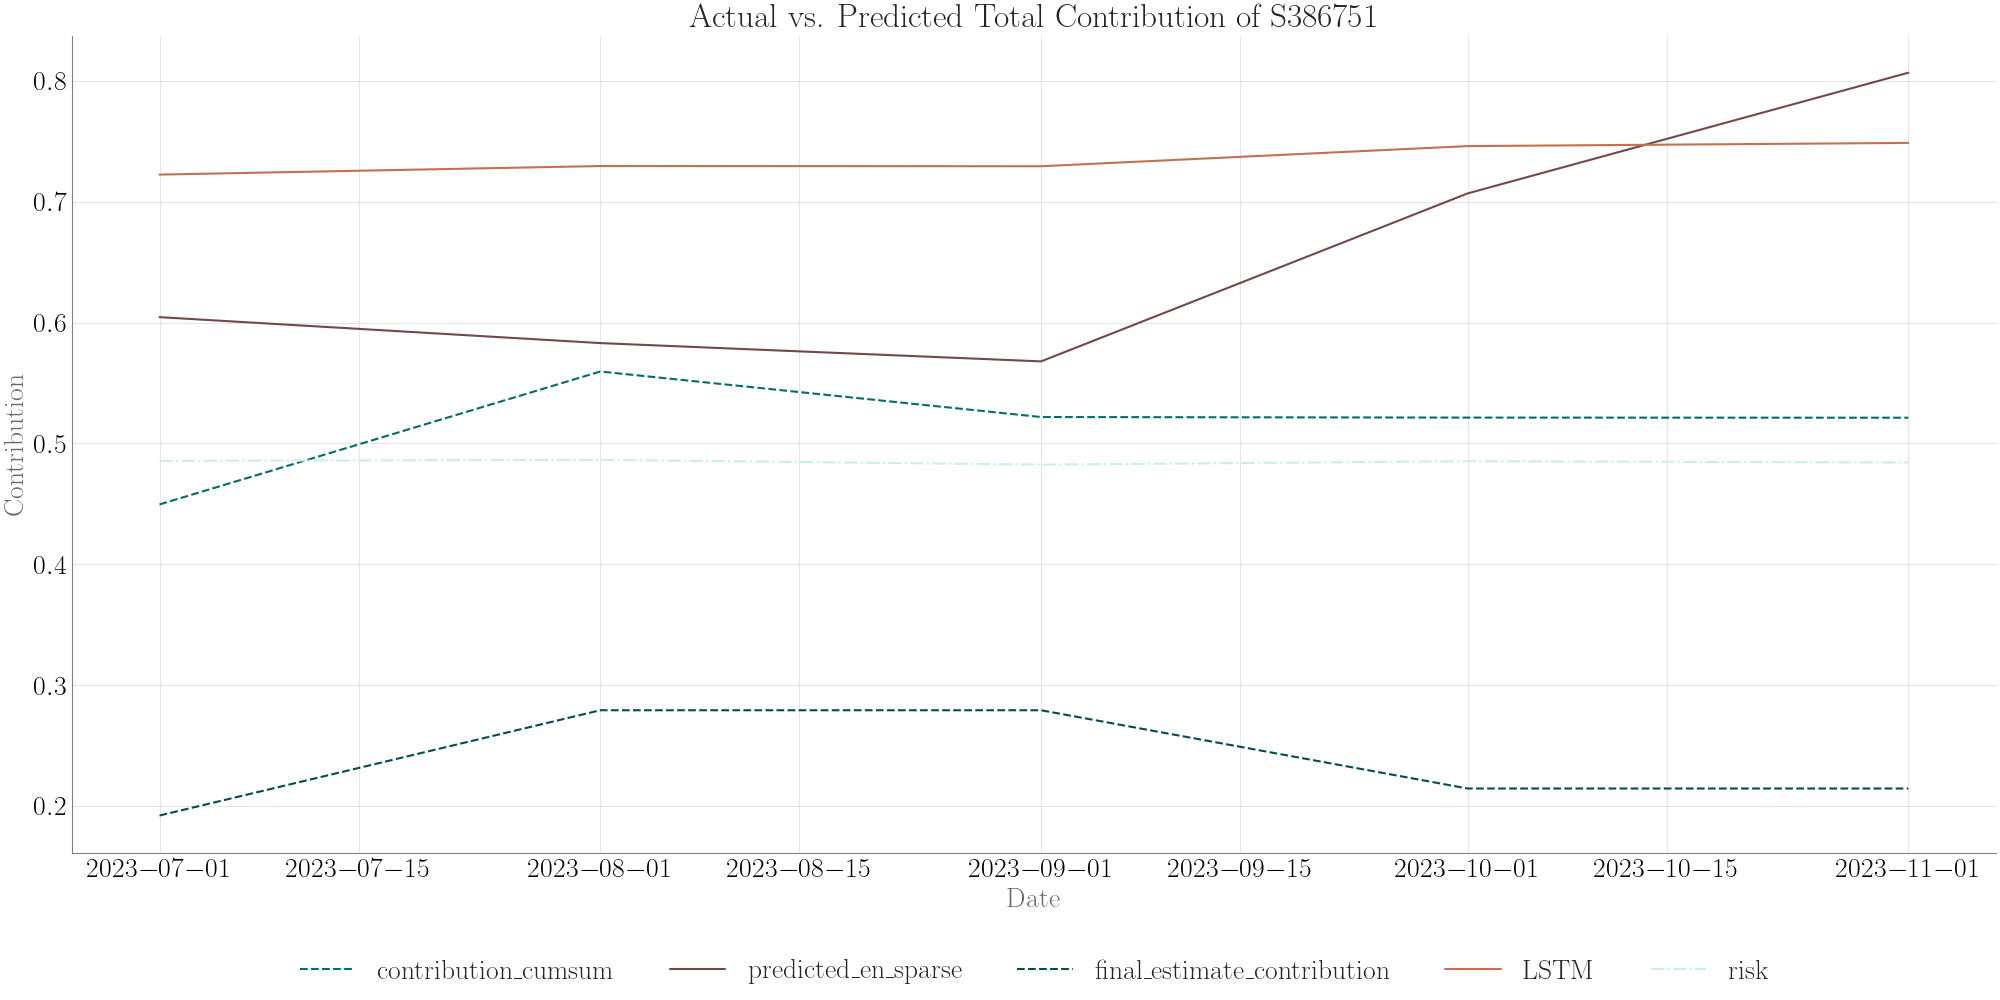 Actual vs. Predicted Total Contribution of S386751
0.8
0.7
0.6
0.5
0.4
0.3
0.2
Contribution
2023−07−01 2023−07−15 2023−08−01 2023−08−15 2023−09−01 2023−09−15 2023−10−01 2023−10−15 2023−11−01
Date
contribution_cumsum predicted_en_sparse final_estimate_contribution LSTM risk